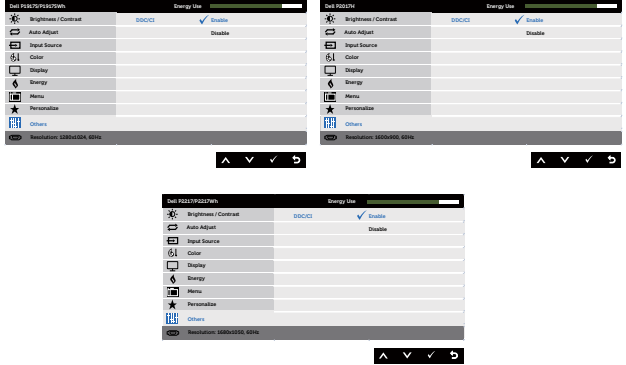 Dell P1917S/P1917SWh Energy Use
Brightness / Contrast DDC/CI Enable
Auto Adjust Disable
Input Source
Color
Display
Energy
Menu
Personalize
Others
Resolution: 1280x1024, 60Hz
Dell P2017H Energy Use
Brightness / Contrast DDC/CI Enable
Auto Adjust Disable
Input Source
Color
Display
Energy
Menu
Personalize
Others
Resolution: 1600x900, 60Hz
Dell P2217/P2217Wh Energy Use
Brightness / Contrast DDC/CI Enable
Auto Adjust Disable
Input Source
Color
Display
Energy
Menu
Personalize
Others
Resolution: 1680x1050, 60Hz